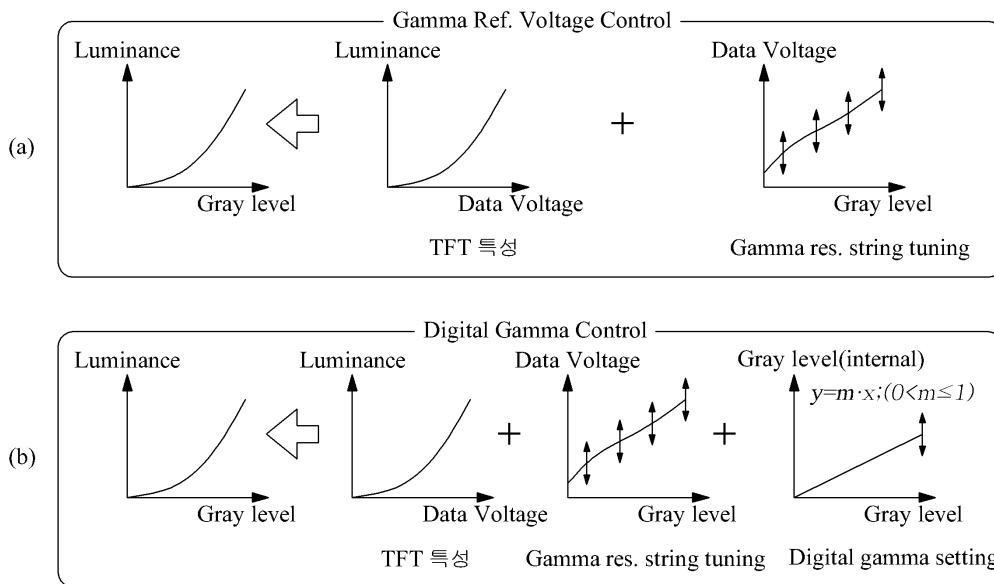 Gamma Ref. Voltage Control
Luminance
Luminance
Data Voltage
(a)
+
Gray level
Data Voltage
Gray level
TFT 특성
Gamma res. string tuning
Digital Gamma Control
Luminance
Luminance
Data Voltage
Gray level(internal)
y=m·x;(0<m≤1)
(b)
+
+
+
Gray level
Data Voltage
Gray level
Gray level
TFT 특성
Gamma res. string tuning
Digital gamma setting